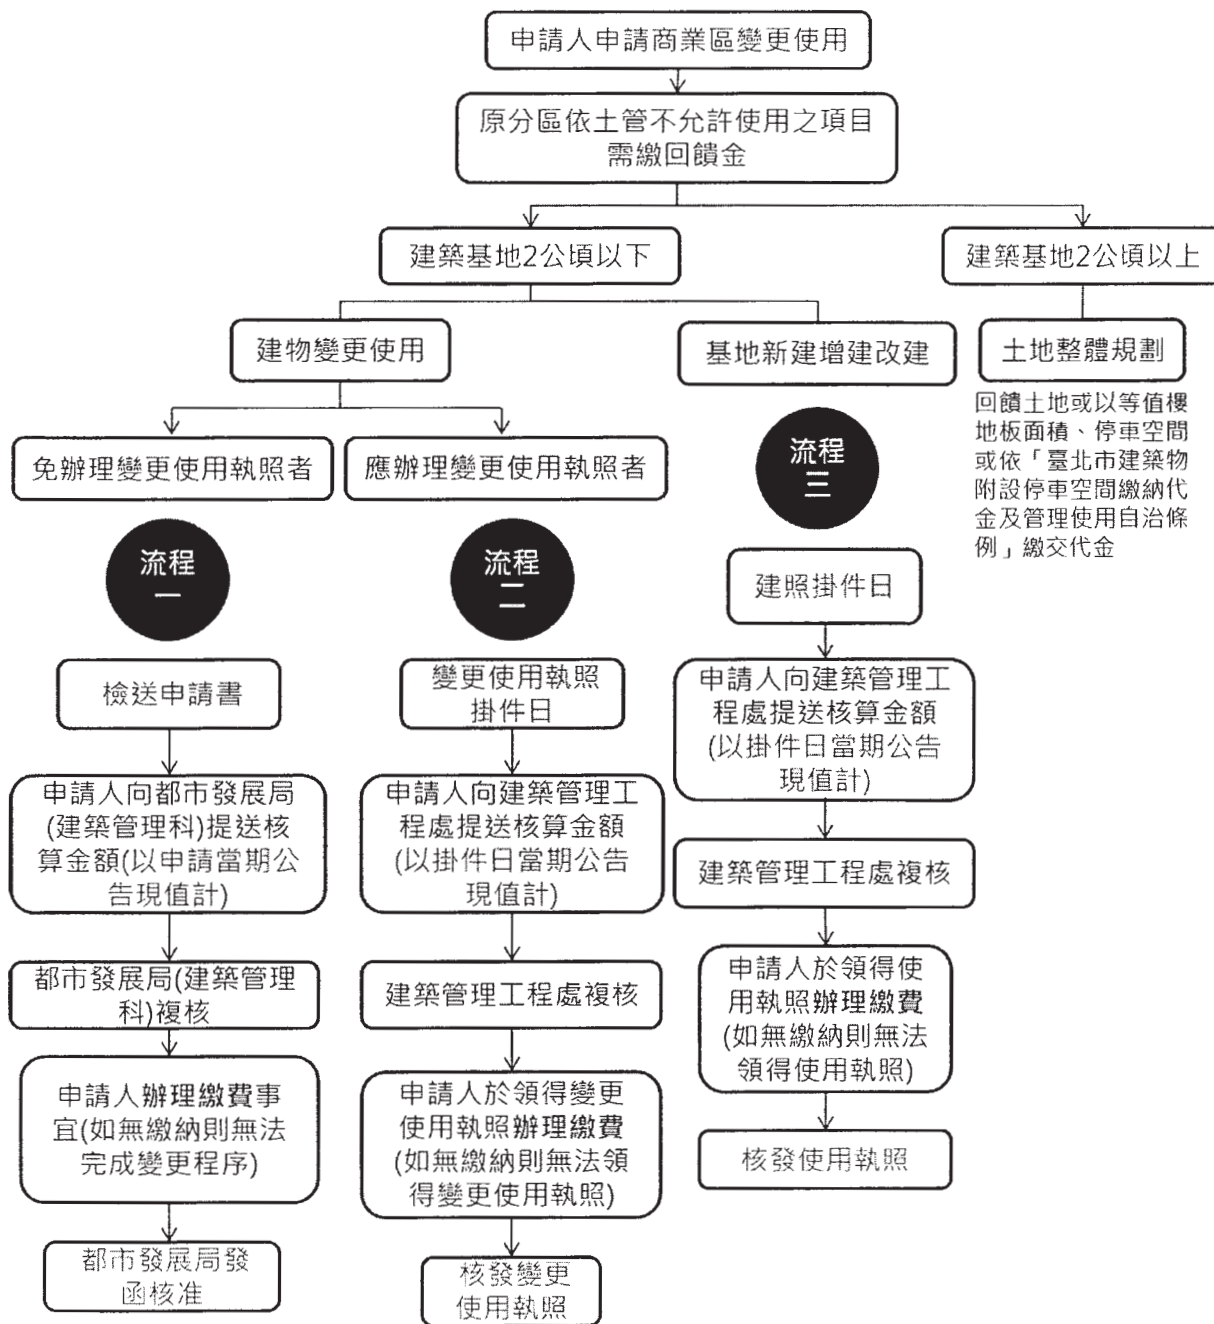 申請人申請商業區變更使用
原分區依土管不允許使用之項目
需繳回饋金
建築基地2公頃以下
建築基地2公頃以上
建物變更使用
基地新建增建改建
土地整體規劃
回饋土地或以等值樓
地板面積、停車空間
或依「臺北市建築物
附設停車空間繳納代
金及管理使用自治條
例」繳交代金
免辦理變更使用執照者
應辦理變更使用執照者
流程
一
檢送申請書
申請人向都市發展局
(建築管理科)提送核
算金額(以申請當期公
告現值計)
都市發展局(建築管理
科)複核
申請人辦理繳費事
宜(如無繳納則無法
完成變更程序)
都市發展局發
函核准
流程
二
變更使用執照
掛件日
申請人向建築管理工
程處提送核算金額
(以掛件日當期公告
現值計)
建築管理工程處複核
申請人於領得變更
使用執照辦理繳費
(如無繳納則無法領
得變更使用執照)
核發變更
使用執照
流程
三
建照掛件日
申請人向建築管理工
程處提送核算金額
(以掛件日當期公告
現值計)
建築管理工程處複核
申請人於領得使
用執照辦理繳費
(如無繳納則無法
領得使用執照)
核發使用執照